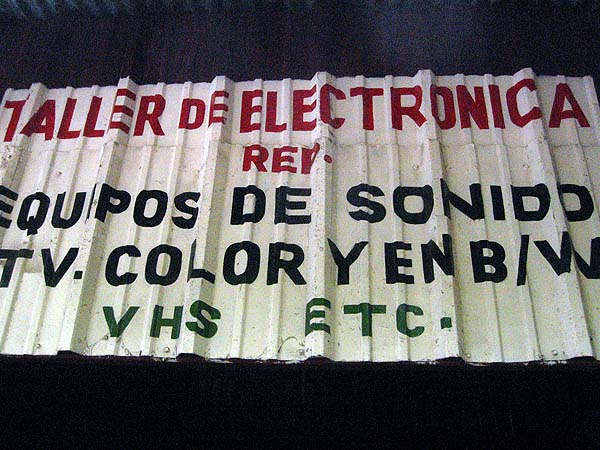 TALLER DE ELECTRONICA
REP.
EQUIPOS DE SONIDO
TV. COLOR Y EN B/W
VHS ETC.